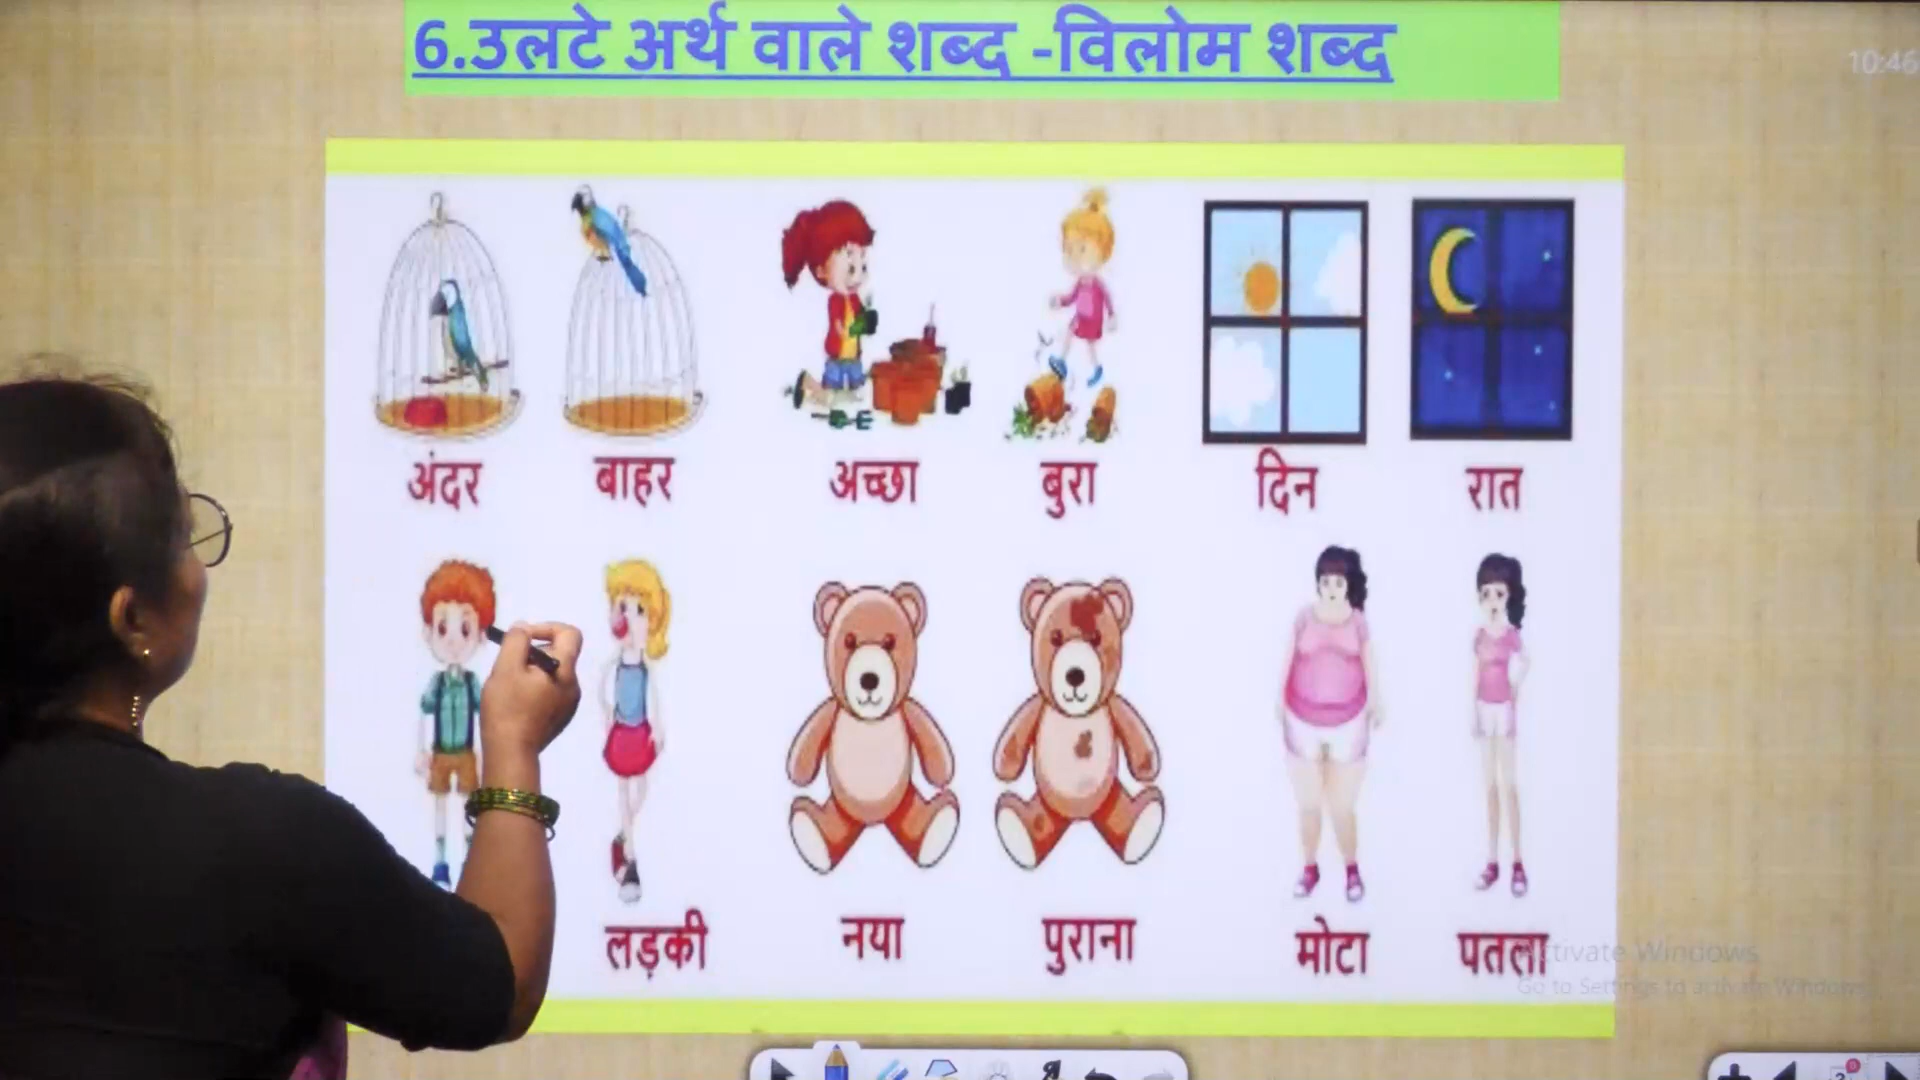 6.उलटे अर्थ वाले शब्द -विलोम शब्द
10:46
अंदर बाहर अच्छा बुरा दिन रात
लड़की नया पुराना मोटा पतला
Activate Windows
Go to Settings to activate Windows.